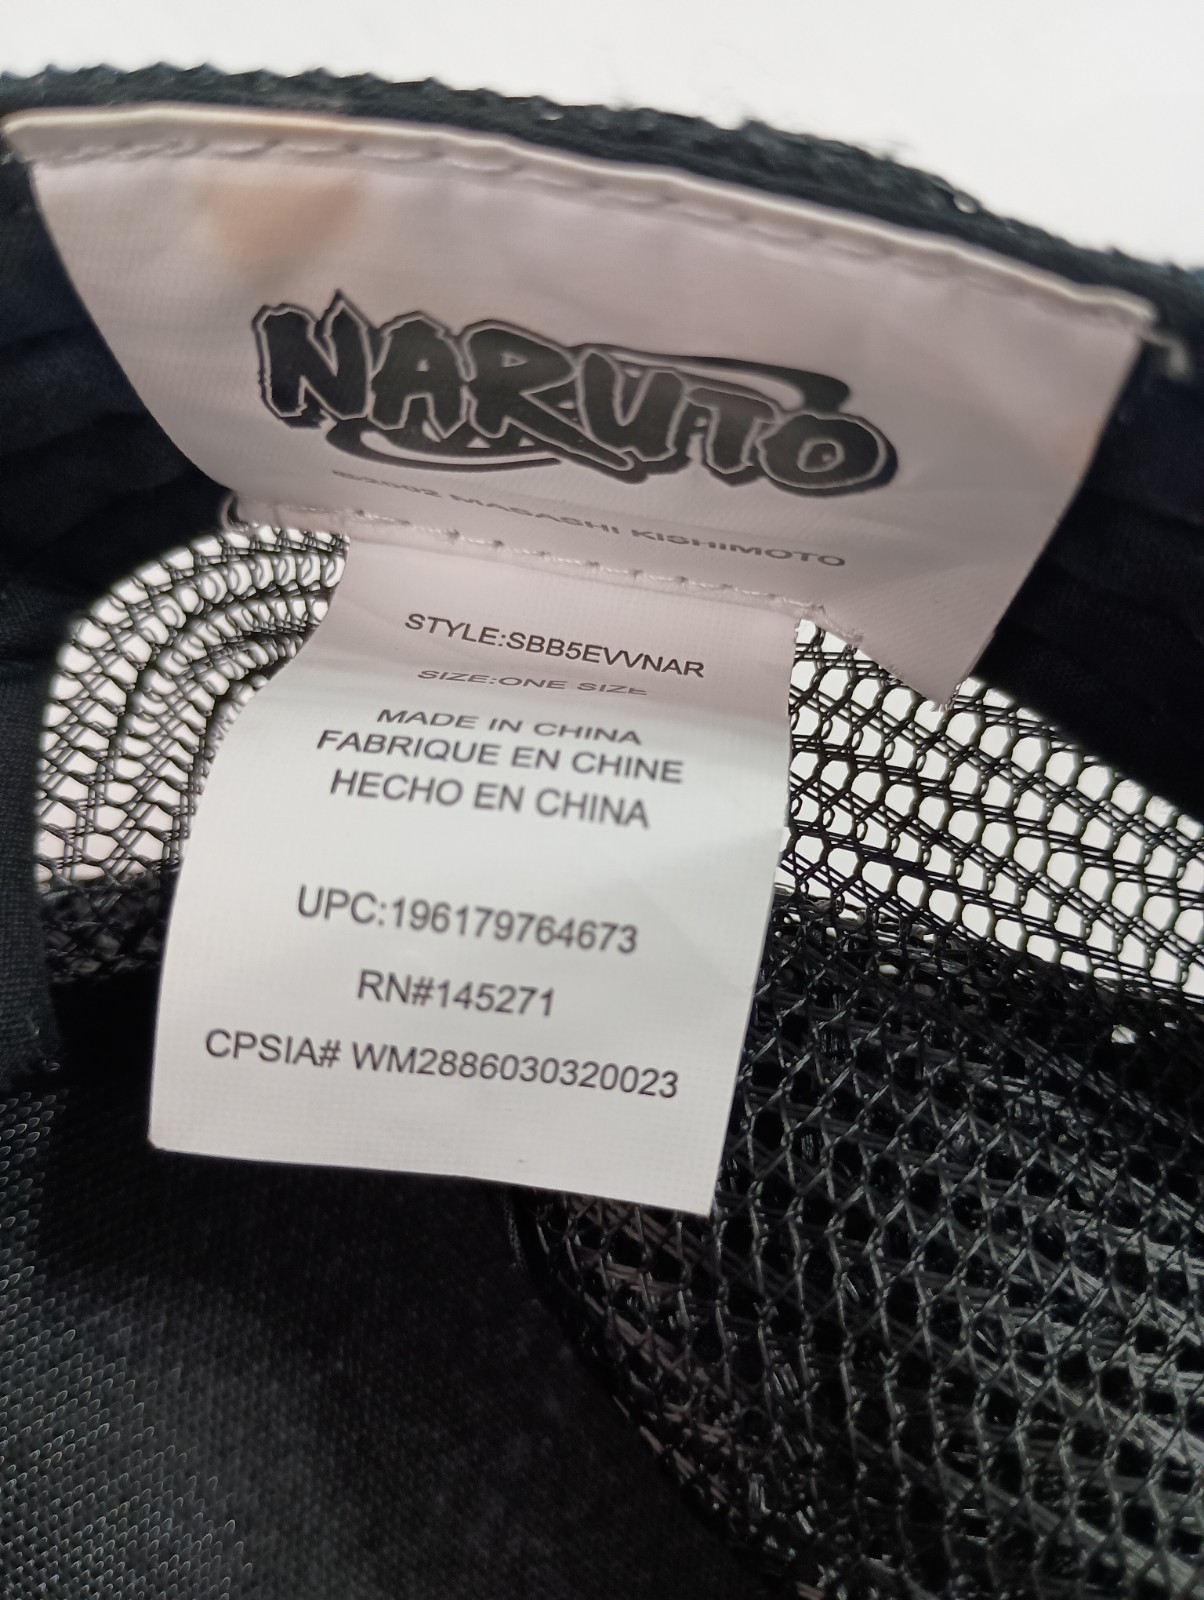 NARUTO
©2002 MASASHI KISHIMOTO
STYLE:SBB5EVVNAR
SIZE:ONE SIZE
MADE IN CHINA
FABRIQUE EN CHINE
HECHO EN CHINA
UPC:196179764673
RN#145271
CPSIA# WM2886030320023